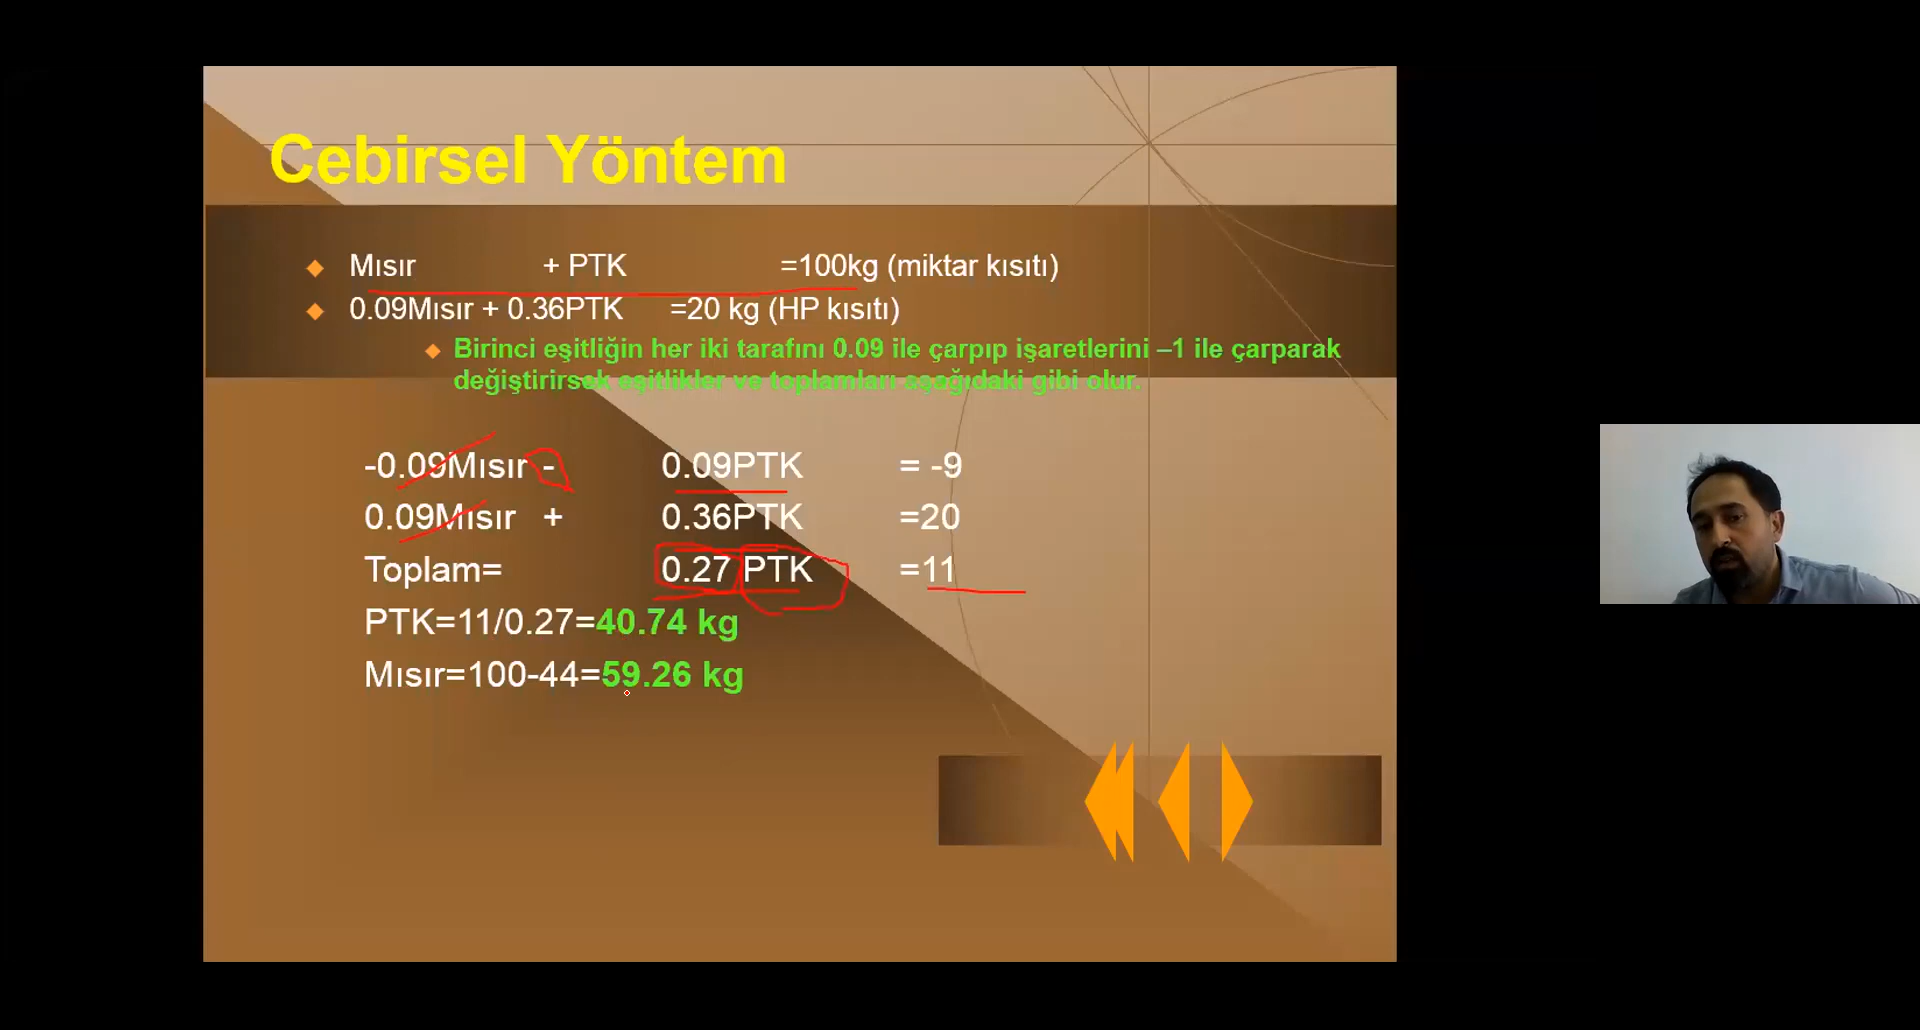 Cebirsel Yöntem
Mısır + PTK =100kg (miktar kısıtı)
0.09Mısır + 0.36PTK =20 kg (HP kısıtı)
Birinci eşitliğin her iki tarafını 0.09 ile çarpıp işaretlerini –1 ile çarparak
değiştirirsek eşitlikler ve toplamları aşağıdaki gibi olur.
-0.09Mısır - 0.09PTK = -9
0.09Mısır + 0.36PTK =20
Toplam= 0.27 PTK =11
PTK=11/0.27=40.74 kg
Mısır=100-44=59.26 kg